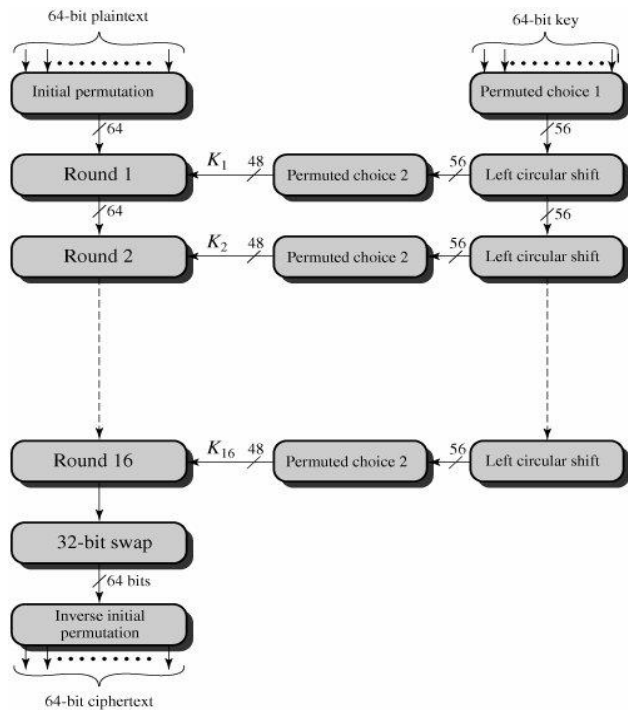 64-bit plaintext
64-bit key
Initial permutation
Permuted choice 1
64
56
Round 1
K1
48
Permuted choice 2
56
Left circular shift
64
56
Round 2
K2
48
Permuted choice 2
56
Left circular shift
Round 16
K16
48
Permuted choice 2
56
Left circular shift
32-bit swap
64 bits
Inverse initial
permutation
64-bit ciphertext